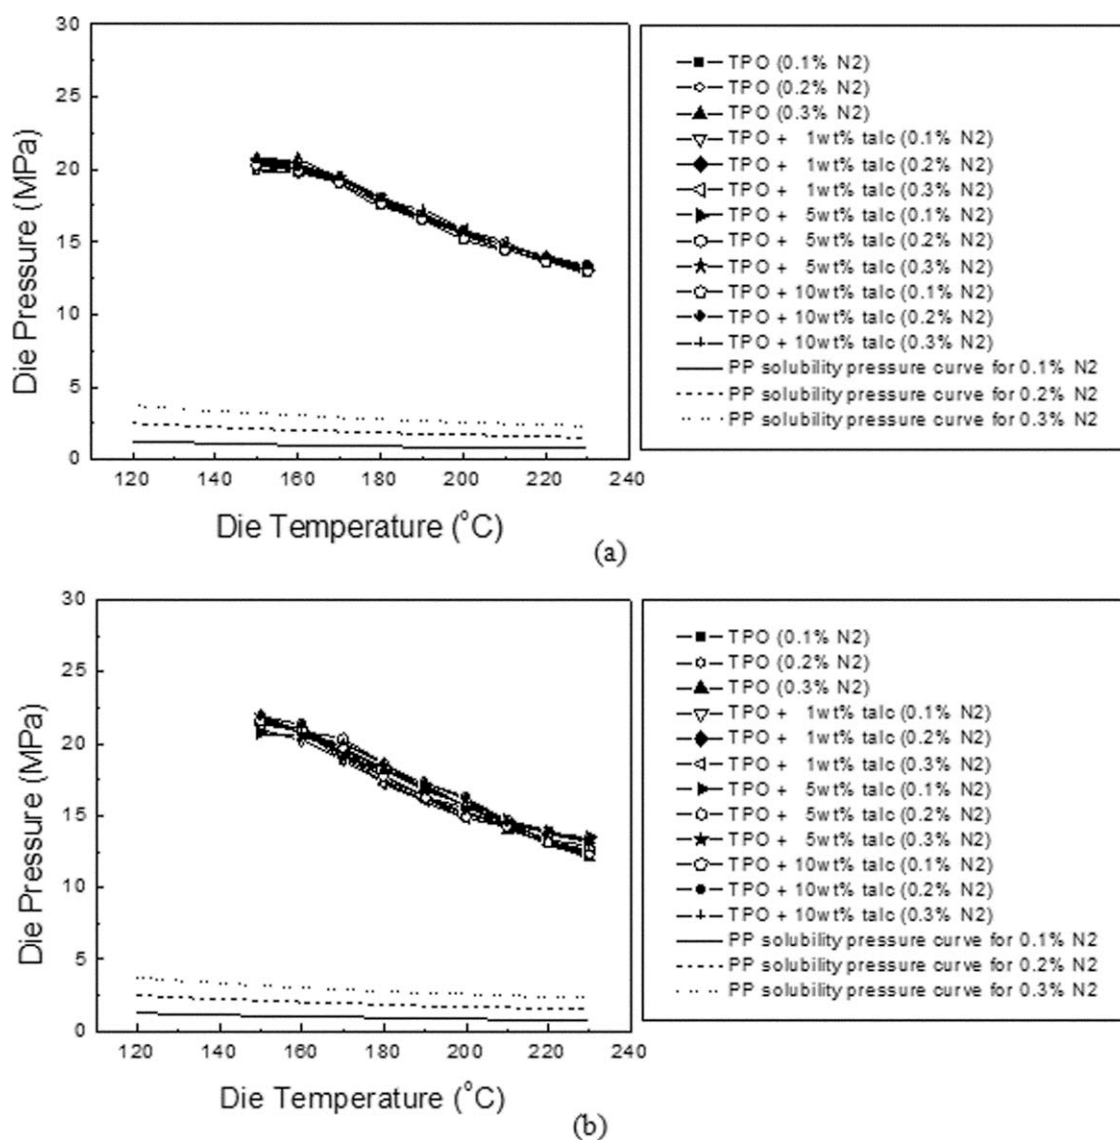 30
25
20
15
10
5
0
Die Pressure (MPa)
120 140 160 180 200 220 240
Die Temperature (°C)
TPO (0.1% N2)
TPO (0.2% N2)
TPO (0.3% N2)
TPO + 1wt% talc (0.1% N2)
TPO + 1wt% talc (0.2% N2)
TPO + 1wt% talc (0.3% N2)
TPO + 5wt% talc (0.1% N2)
TPO + 5wt% talc (0.2% N2)
TPO + 5wt% talc (0.3% N2)
TPO + 10wt% talc (0.1% N2)
TPO + 10wt% talc (0.2% N2)
TPO + 10wt% talc (0.3% N2)
PP solubility pressure curve for 0.1% N2
PP solubility pressure curve for 0.2% N2
PP solubility pressure curve for 0.3% N2
(a)
30
25
20
15
10
5
0
Die Pressure (MPa)
120 140 160 180 200 220 240
Die Temperature (°C)
TPO (0.1% N2)
TPO (0.2% N2)
TPO (0.3% N2)
TPO + 1wt% talc (0.1% N2)
TPO + 1wt% talc (0.2% N2)
TPO + 1wt% talc (0.3% N2)
TPO + 5wt% talc (0.1% N2)
TPO + 5wt% talc (0.2% N2)
TPO + 5wt% talc (0.3% N2)
TPO + 10wt% talc (0.1% N2)
TPO + 10wt% talc (0.2% N2)
TPO + 10wt% talc (0.3% N2)
PP solubility pressure curve for 0.1% N2
PP solubility pressure curve for 0.2% N2
PP solubility pressure curve for 0.3% N2
(b)